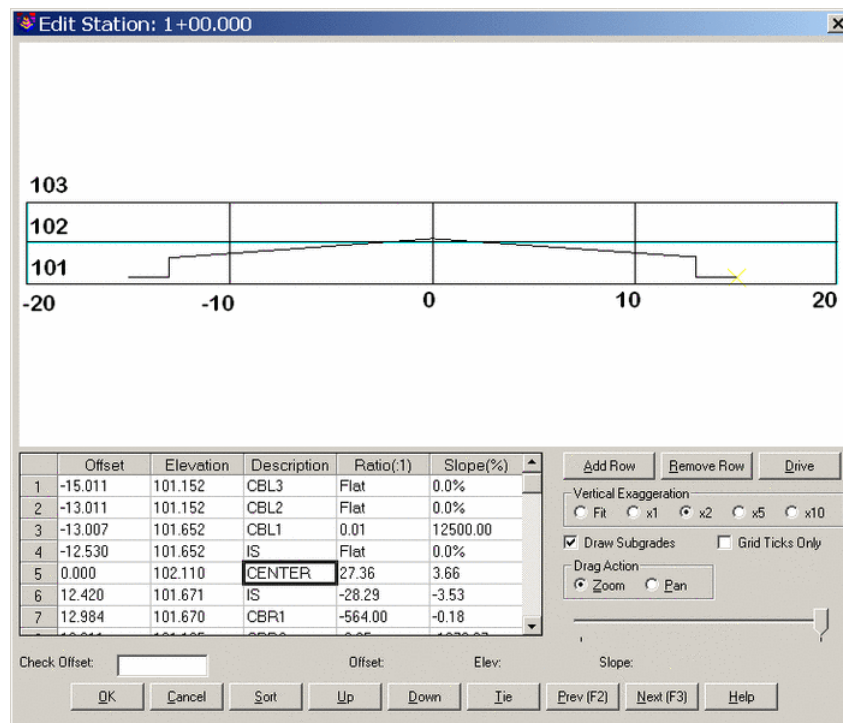 Edit Station: 1+00.000
103
102
101
-20 -10 0 10 20
Offset Elevation Description Ratio(:1) Slope(%)
1 -15.011 101.152 CBL3 Flat 0.0%
2 -13.011 101.152 CBL2 Flat 0.0%
3 -13.007 101.652 CBL1 0.01 12500.00
4 -12.530 101.652 IS Flat 0.0%
5 0.000 102.110 CENTER 27.36 3.66
6 12.420 101.671 IS -28.29 -3.53
7 12.984 101.670 CBR1 -564.00 -0.18
Add Row Remove Row Drive
Vertical Exaggeration
Fit x1 x2 x5 x10
Draw Subgrades Grid Ticks Only
Drag Action
Zoom Pan
Check Offset: Offset: Elev: Slope:
OK Cancel Sort Up Down Tie Prev (F2) Next (F3) Help